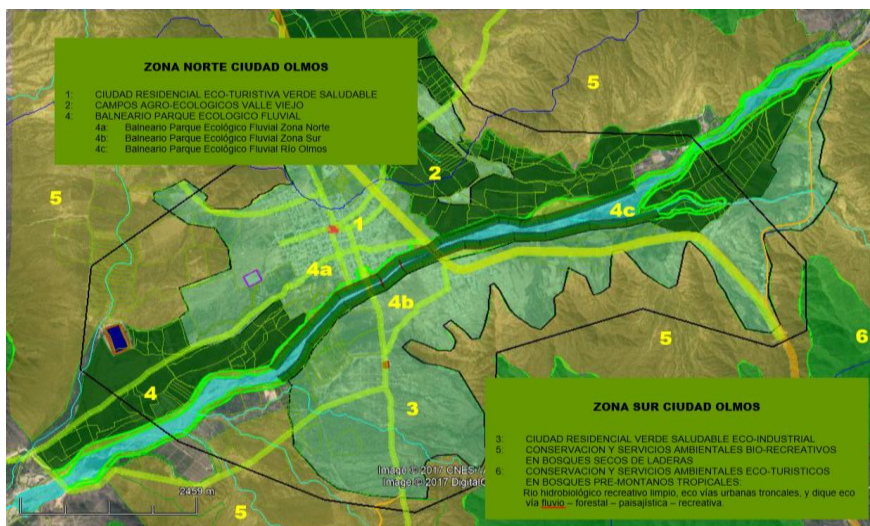 ZONA NORTE CIUDAD OLMOS
1: CIUDAD RESIDENCIAL ECO-TURISTIVA VERDE SALUDABLE
2: CAMPOS AGRO-ECOLOGICOS VALLE VIEJO
4: BALNEARIO PARQUE ECOLOGICO FLUVIAL
4a: Balneario Parque Ecológico Fluvial Zona Norte
4b: Balneario Parque Ecológico Fluvial Zona Sur
4c: Balneario Parque Ecológico Fluvial Río Olmos
5
5
2
4c
1
4a
4b
5
6
4
3
5
ZONA SUR CIUDAD OLMOS
3: CIUDAD RESIDENCIAL VERDE SALUDABLE ECO-INDUSTRIAL
5: CONSERVACION Y SERVICIOS AMBIENTALES BIO-RECREATIVOS
EN BOSQUES SECOS DE LADERAS
6: CONSERVACION Y SERVICIOS AMBIENTALES ECO-TURISTICOS
EN BOSQUES PRE-MONTANOS TROPICALES:
Río hidrobiológico recreativo limpio, eco vías urbanas troncales, y dique eco
vía fluvio – forestal – paisajística – recreativa.
Image © 2017 CNES
Image © 2017 DigitalG
2459 m